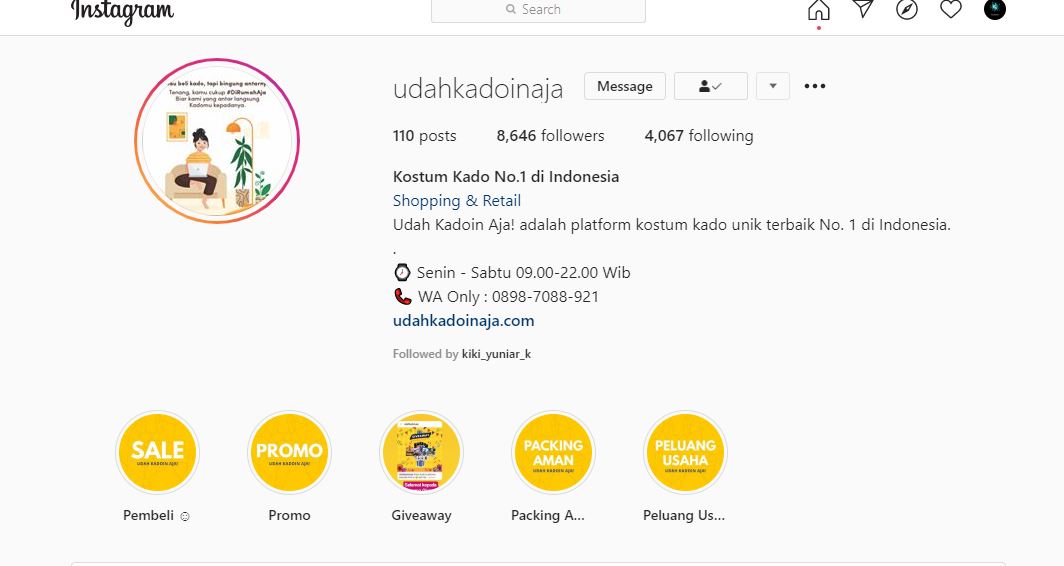 Instagram
Search
su beli kado, tapi bingung
Tenang, kamu cukup #DiRumahAja
Biar kami yang antar langsung
Kadomu kepadanya.
udahkadoinaja Message
110 posts 8,646 followers 4,067 following
Kostum Kado No.1 di Indonesia
Shopping & Retail
Udah Kadoin Aja! adalah platform kostum kado unik terbaik No. 1 di Indonesia.
.
Senin - Sabtu 09.00-22.00 Wib
WA Only : 0898-7088-921
udahkadoinaja.com
Followed by kiki_yuniar_k
SALE
UDAH KADOIN AJA!
PROMO
UDAH KADOIN AJA!
GIVEAWAY
Selamat kepada
PACKING
AMAN
UDAH KADOIN AJA!
PELUANG
USAHA
UDAH KADOIN AJA!
Pembeli ☺ Promo Giveaway Packing A... Peluang Us...